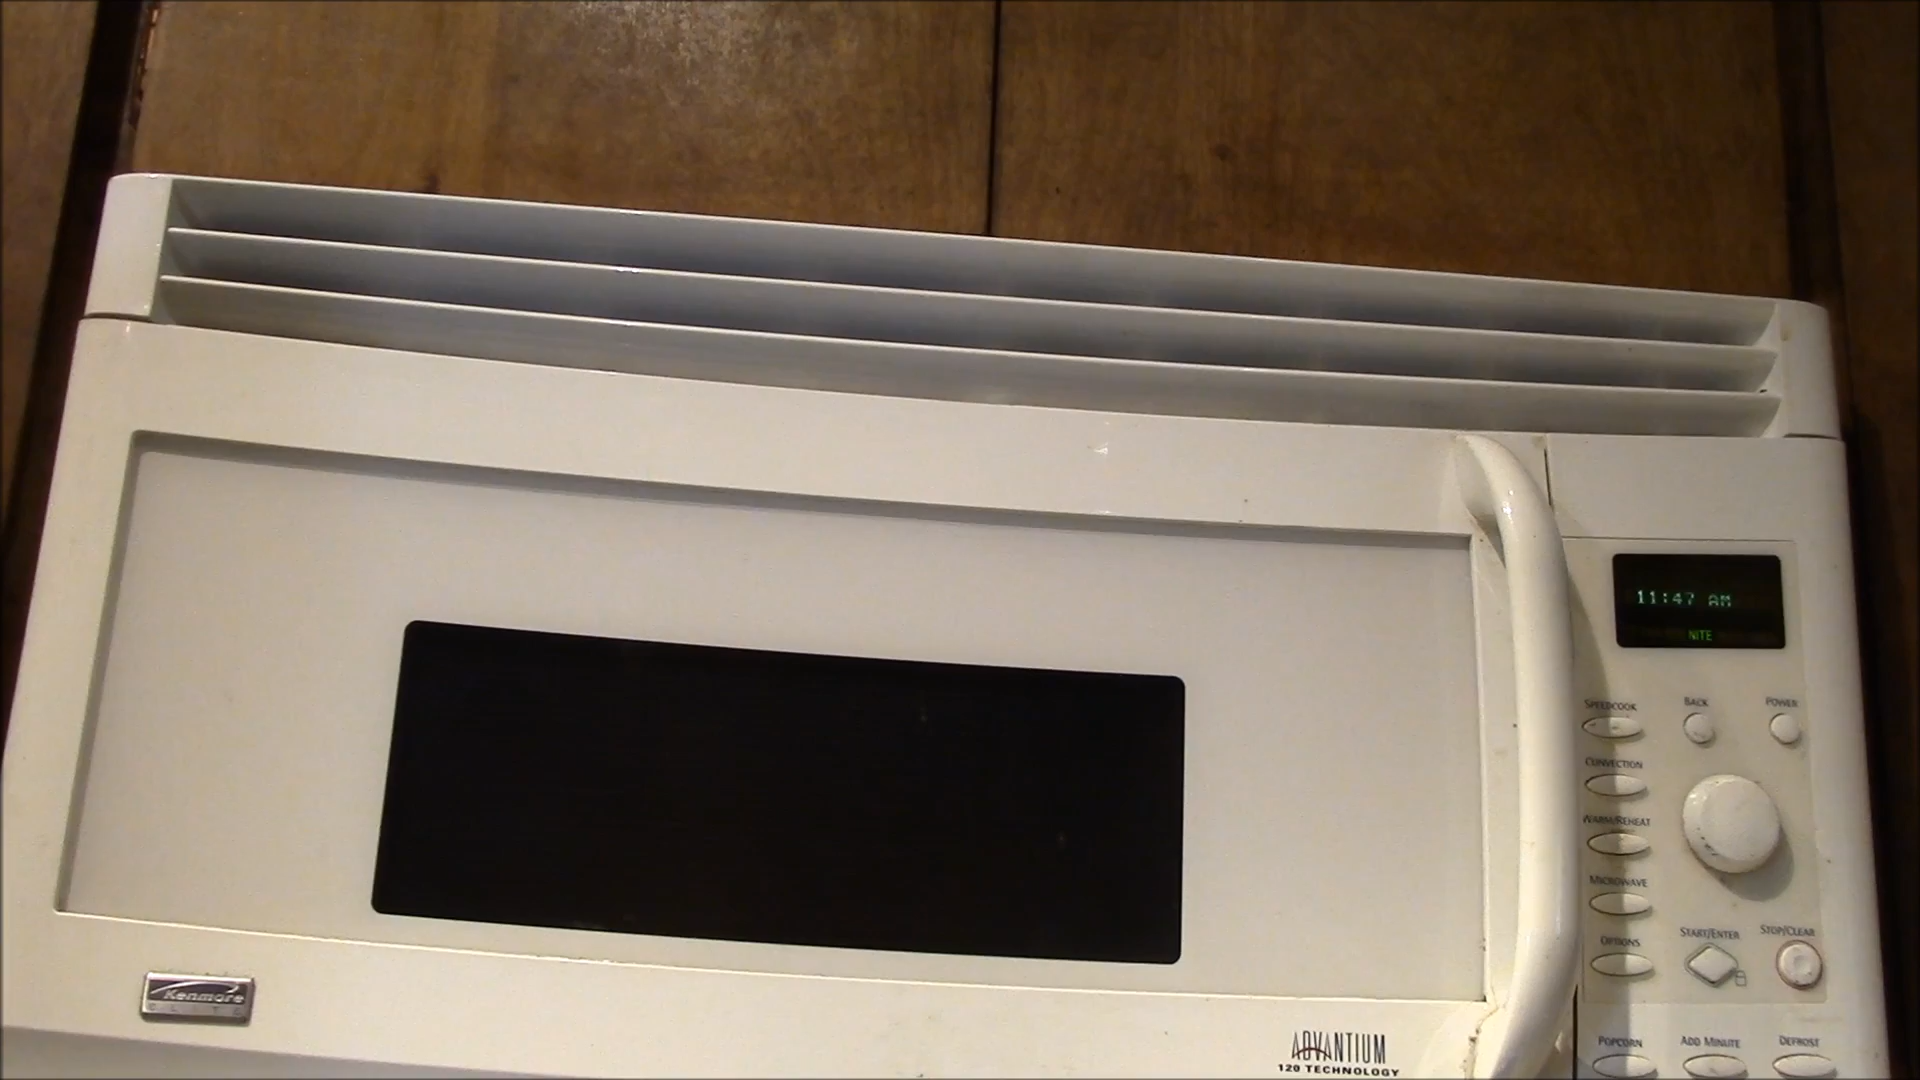 11:47 AM
NITE
SPEEDCOOK
BACK
POWER
CONVECTION
WARM/REHEAT
MICROWAVE
OPTIONS
START/ENTER
STOP/CLEAR
POPCORN
ADD MINUTE
DEFROST
Kenmore
ELITE
ADVANTIUM
120 TECHNOLOGY